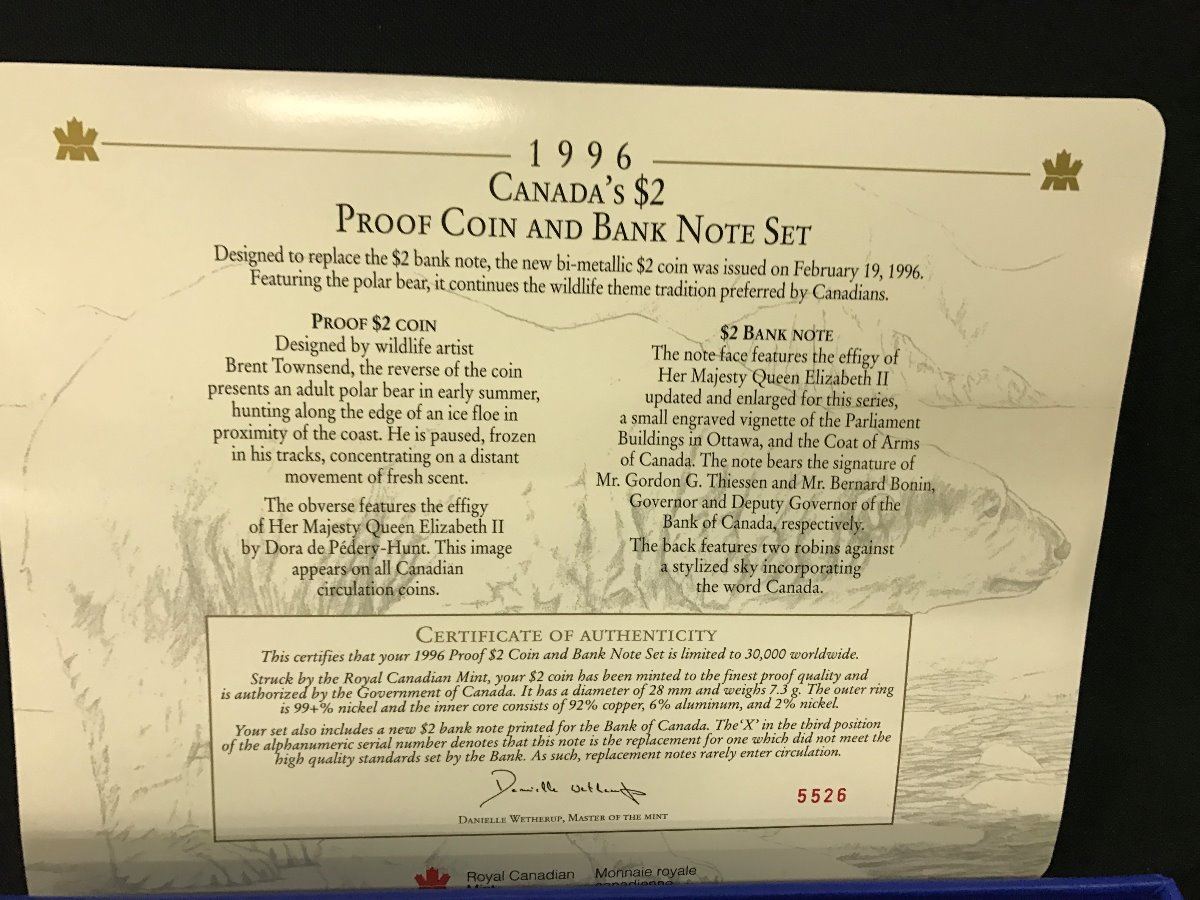 1996
CANADA'S $2
PROOF COIN AND BANK NOTE SET
Designed to replace the $2 bank note, the new bi-metallic $2 coin was issued on February 19, 1996.
Featuring the polar bear, it continues the wildlife theme tradition preferred by Canadians.
PROOF $2 COIN
Designed by wildlife artist
Brent Townsend, the reverse of the coin
presents an adult polar bear in early summer,
hunting along the edge of an ice floe in
proximity of the coast. He is paused, frozen
in his tracks, concentrating on a distant
movement of fresh scent.
The obverse features the effigy
of Her Majesty Queen Elizabeth II
by Dora de Pédery-Hunt. This image
appears on all Canadian
circulation coins.
$2 BANK NOTE
The note face features the effigy of
Her Majesty Queen Elizabeth II
updated and enlarged for this series,
a small engraved vignette of the Parliament
Buildings in Ottawa, and the Coat of Arms
of Canada. The note bears the signature of
Mr. Gordon G. Thiessen and Mr. Bernard Bonin,
Governor and Deputy Governor of the
Bank of Canada, respectively.
The back features two robins against
a stylized sky incorporating
the word Canada.
CERTIFICATE OF AUTHENTICITY
This certifies that your 1996 Proof $2 Coin and Bank Note Set is limited to 30,000 worldwide.
Struck by the Royal Canadian Mint, your $2 coin has been minted to the finest proof quality and
is authorized by the Government of Canada. It has a diameter of 28 mm and weighs 7.3 g. The outer ring
is 99+% nickel and the inner core consists of 92% copper, 6% aluminum, and 2% nickel.
Your set also includes a new $2 bank note printed for the Bank of Canada. The 'X' in the third position
of the alphanumeric serial number denotes that this note is the replacement for one which did not meet the
high quality standards set by the Bank. As such, replacement notes rarely enter circulation.
Danielle Wetherup
5526
DANIELLE WETHERUP, MASTER OF THE MINT
Royal Canadian Mint
Monnaie royale canadienne